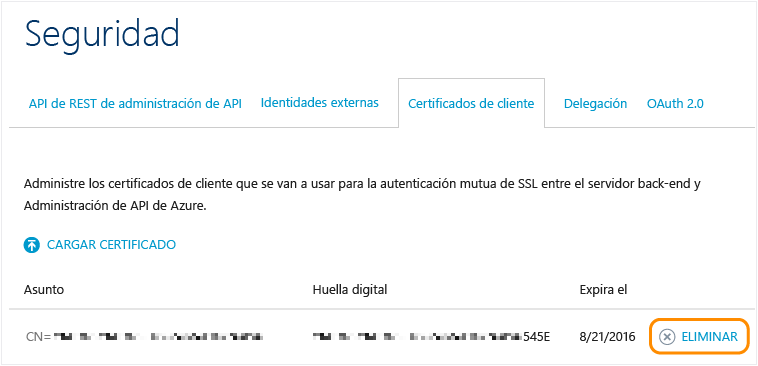 Seguridad
API de REST de administración de API Identidades externas Certificados de cliente Delegación OAuth 2.0
Administre los certificados de cliente que se van a usar para la autenticación mutua de SSL entre el servidor back-end y
Administración de API de Azure.
CARGAR CERTIFICADO
Asunto Huella digital Expira el
CN= 545E 8/21/2016 ELIMINAR